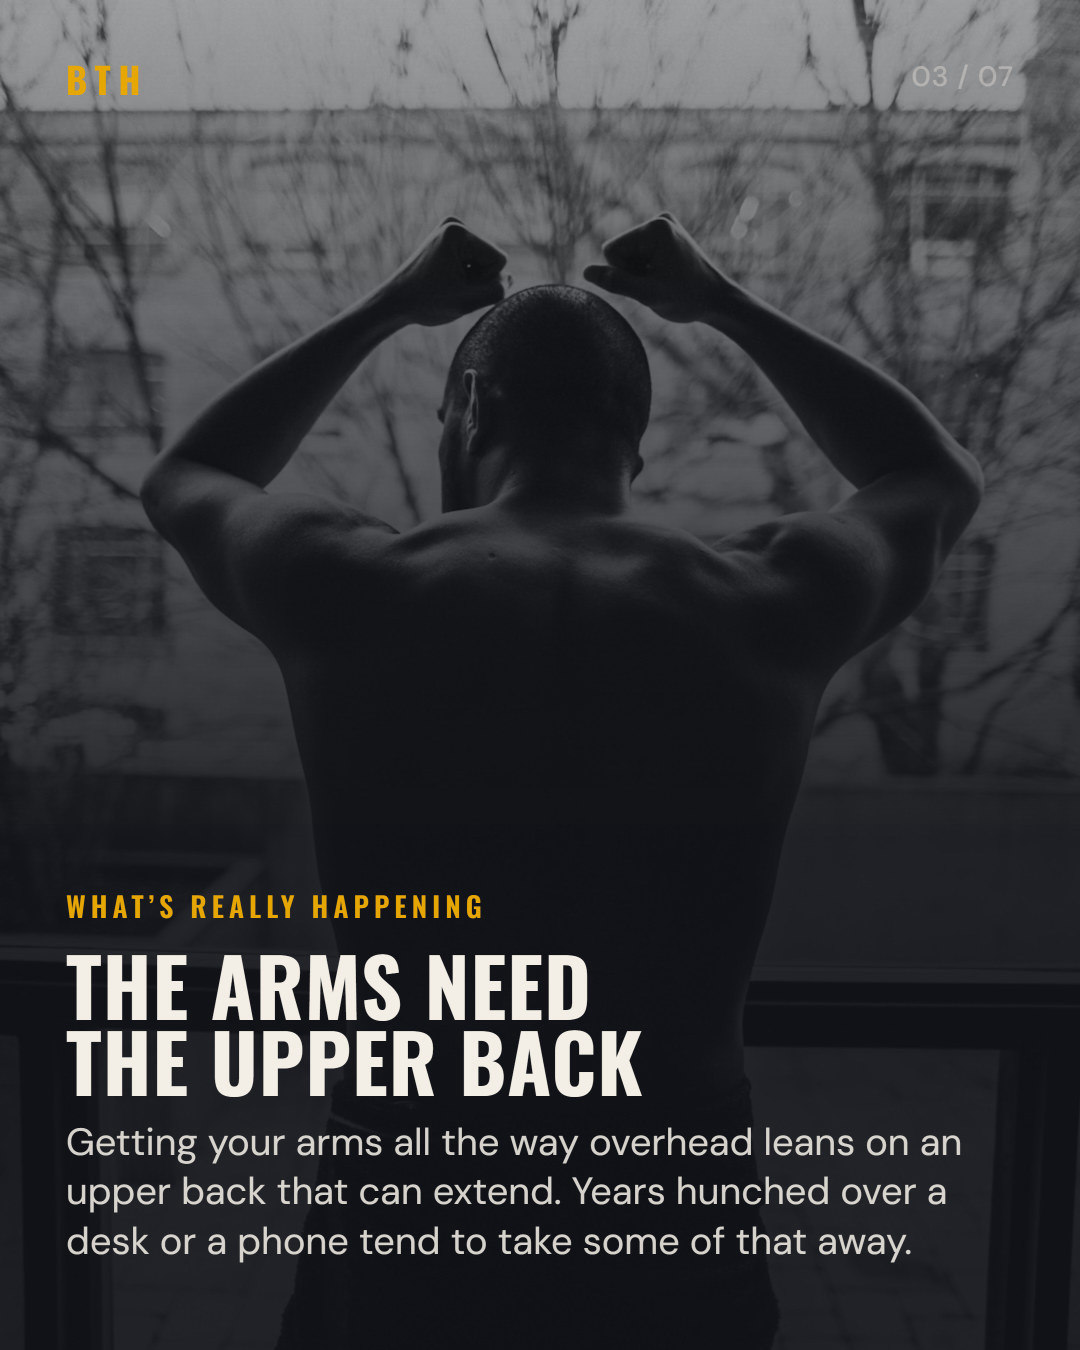 BTH
03 / 07
WHAT’S REALLY HAPPENING
THE ARMS NEED
THE UPPER BACK
Getting your arms all the way overhead leans on an
upper back that can extend. Years hunched over a
desk or a phone tend to take some of that away.